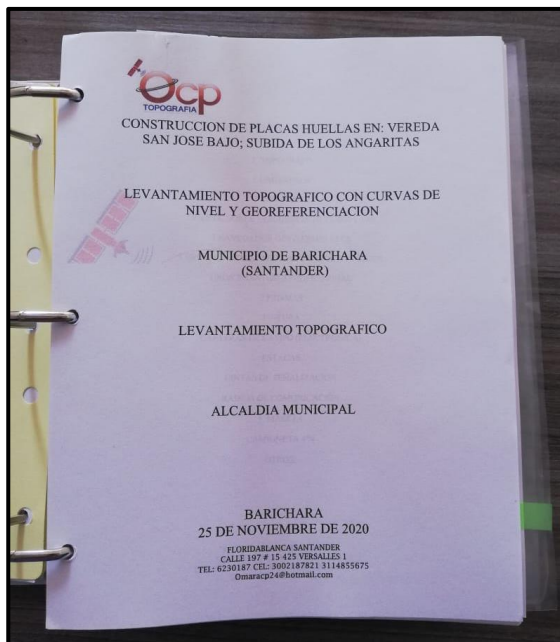 Ocp
TOPOGRAFIA
CONSTRUCCION DE PLACAS HUELLAS EN: VEREDA
SAN JOSE BAJO; SUBIDA DE LOS ANGARITAS
LEVANTAMIENTO TOPOGRAFICO CON CURVAS DE
NIVEL Y GEOREFERENCIACION
MUNICIPIO DE BARICHARA
(SANTANDER)
LEVANTAMIENTO TOPOGRAFICO
ALCALDIA MUNICIPAL
BARICHARA
25 DE NOVIEMBRE DE 2020
FLORIDABLANCA SANTANDER
CALLE 197 # 15 425 VERSALLES 1
TEL: 6230187 CEL: 3002187821 3114855675
Omaracp24@hotmail.com